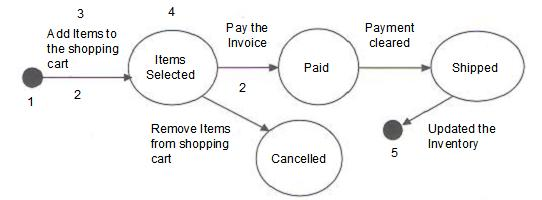 3
4
Add Items to
the shopping
cart
Pay the
Invoice
Payment
cleared
Items
Selected
Paid
Shipped
1
2
2
Remove Items
from shopping
cart
Cancelled
Updated the
Inventory
5